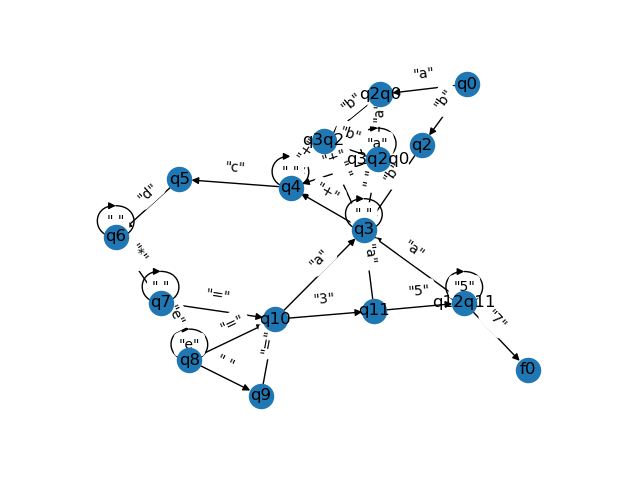 "a"
q0
q2q0
"b"
"b"
"a"
"b"
q3q2
"a"
q2
"+"
"+"
q3q2q0
"c"
" "
" "
"b"
q5
q4
"d"
"+"
" "
" "
q3
q6
"*"
"a"
"a"
"a"
" "
"5"
q7
"="
"3"
"5"
q12q11
"e"
"="
q10
q11
"7"
"e"
"="
q8
" "
f0
q9